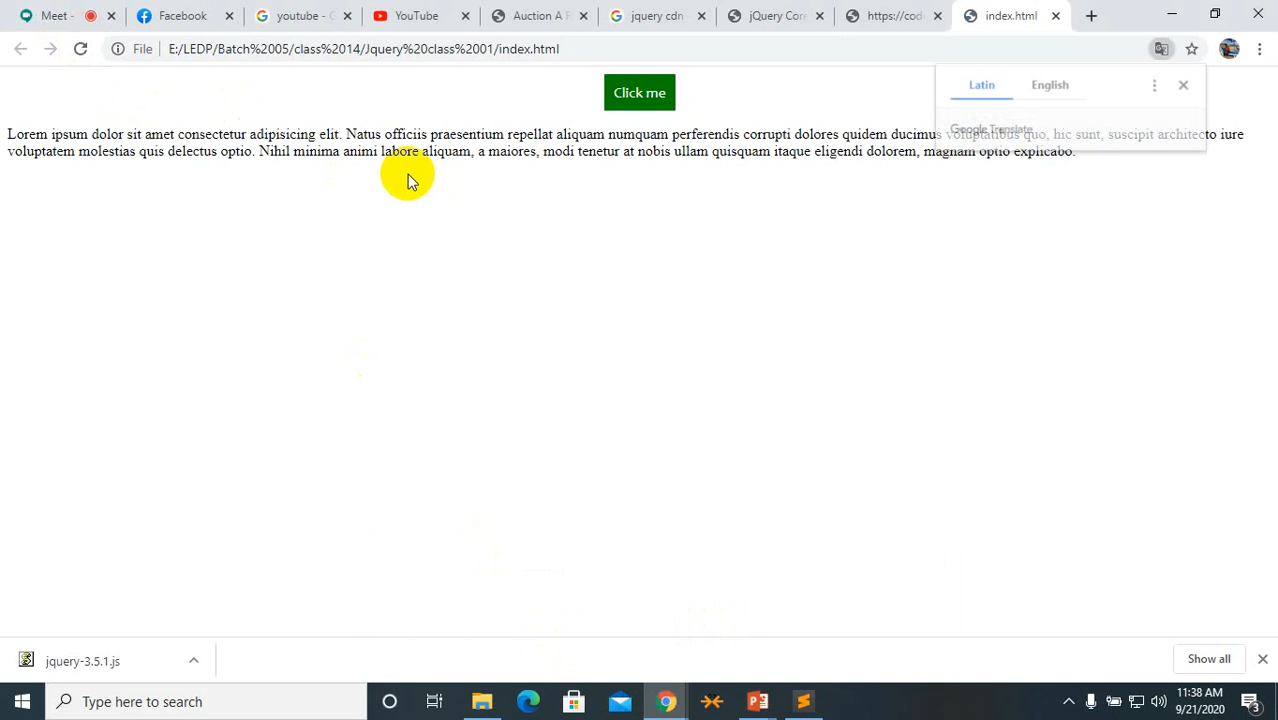 Meet -
Facebook
youtube - G
YouTube
Auction A
jquery cdn
jQuery Cor
https://cod
index.html
File
E:/LEDP/Batch%2005/class%2014/Jquery%20class%2001/index.html
Click me
Latin
English
Google Translate
Lorem ipsum dolor sit amet consectetur adipisicing elit. Natus officiis praesentium repellat aliquam numquam perferendis corrupti dolores quidem ducimus voluptatibus quo, hic sunt, suscipit architecto iure
voluptatem molestias quis delectus optio. Nihil minima animi labore aliquam, a maiores, modi tenetur at nobis ullam quisquam itaque eligendi dolorem, magnam optio explicabo.
jquery-3.5.1.js
Show all
Type here to search
11:38 AM
9/21/2020
3